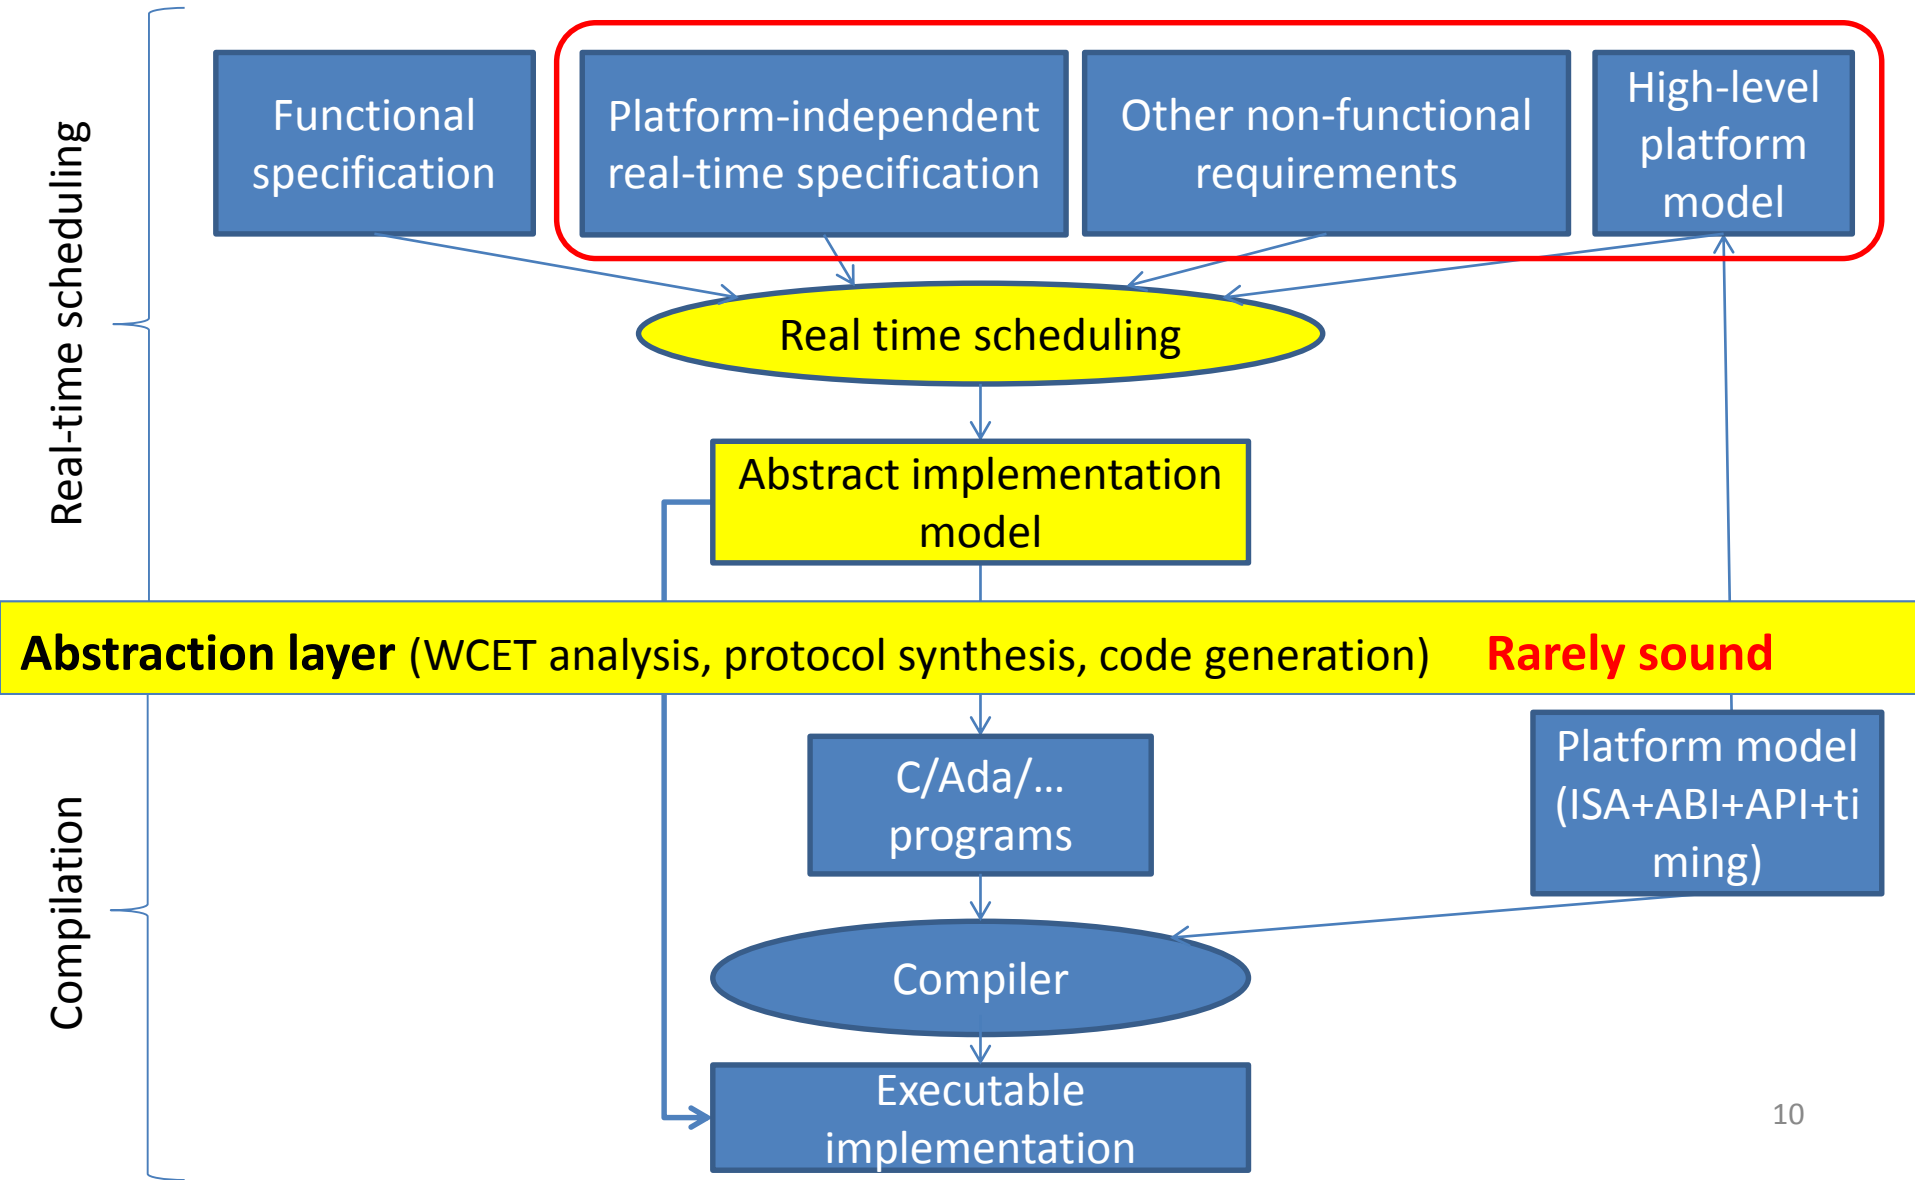 Real-time scheduling
Functional
specification
Platform-independent
real-time specification
Other non-functional
requirements
High-level
platform
model
Real time scheduling
Abstract implementation
model
Abstraction layer (WCET analysis, protocol synthesis, code generation) Rarely sound
Compilation
C/Ada/…
programs
Platform model
(ISA+ABI+API+ti
ming)
Compiler
Executable
implementation
10